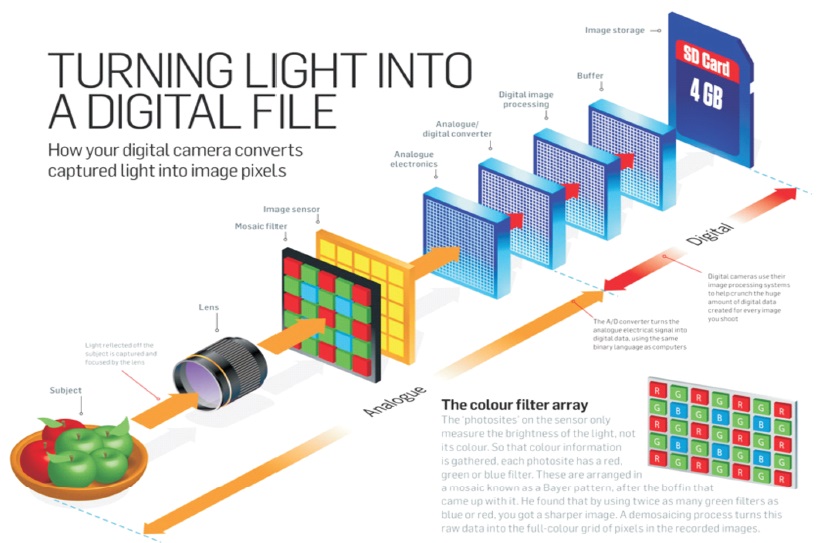 TURNING LIGHT INTO
A DIGITAL FILE
How your digital camera converts
captured light into image pixels
Image storage
SD Card
4 GB
Buffer
Digital image
processing
Analogue/
digital converter
Analogue
electronics
Image sensor
Mosaic filter
Lens
Light reflected off the
subject is captured and
focused by the lens
Subject
Analogue
Digital
Digital cameras use their
image processing systems
to help crunch the huge
amount of digital data
created for every image
you shoot
The A/D converter turns the
analogue electrical signal into
digital data, using the same
binary language as computers
The colour filter array
The 'photosites' on the sensor only
measure the brightness of the light, not
its colour. So that colour information
is gathered, each photosite has a red,
green or blue filter. These are arranged in
a mosaic known as a Bayer pattern, after the boffin that
came up with it. He found that by using twice as many green filters as
blue or red, you got a sharper image. A demosaicing process turns this
raw data into the full-colour grid of pixels in the recorded images.
R G R G R G R
G B G B G B G
R G R G R G R
G B G B G B G
R G R G R G R